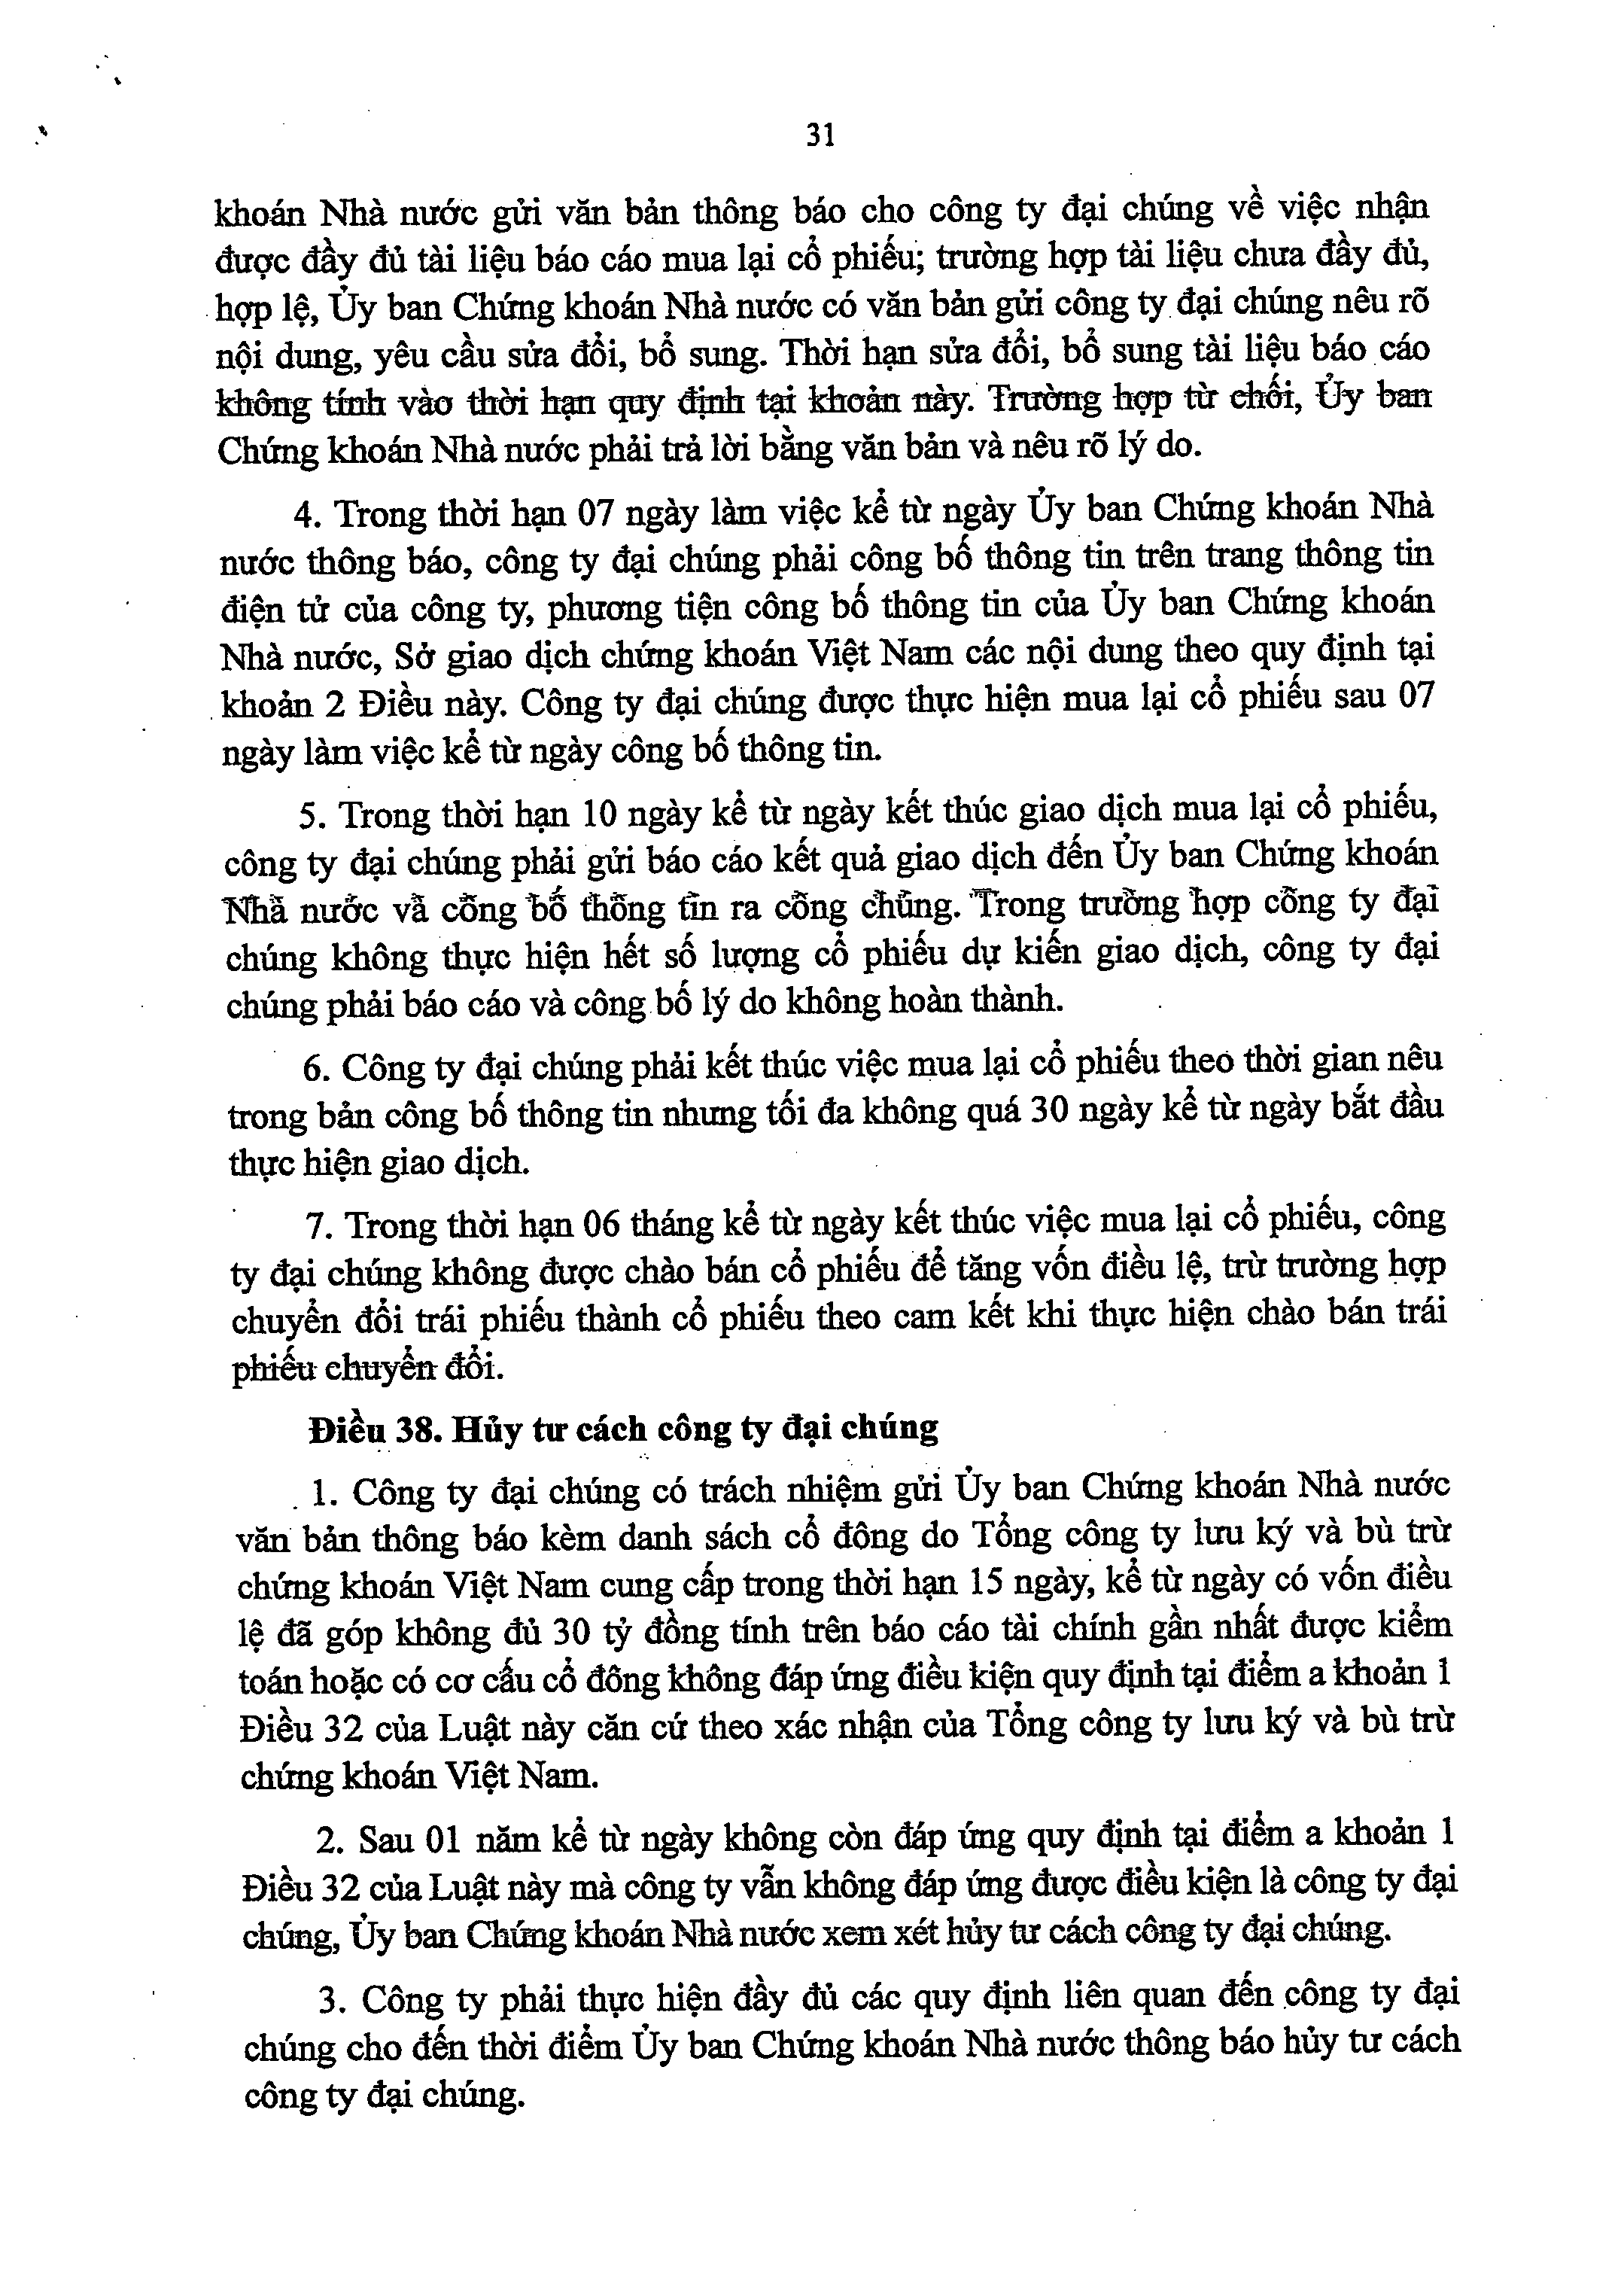 31
khoán Nhà nước gửi văn bản thông báo cho công ty đại chúng về việc nhận
được đầy đủ tài liệu báo cáo mua lại cổ phiếu; trường hợp tài liệu chưa đầy đủ,
hợp lệ, Ủy ban Chứng khoán Nhà nước có văn bản gửi công ty đại chúng nêu rõ
nội dung, yêu cầu sửa đổi, bổ sung. Thời hạn sửa đổi, bổ sung tài liệu báo cáo
không tính vào thời hạn quy định tại khoản này. Trường hợp từ chối, Ủy ban
Chứng khoán Nhà nước phải trả lời bằng văn bản và nêu rõ lý do.
4. Trong thời hạn 07 ngày làm việc kể từ ngày Ủy ban Chứng khoán Nhà
nước thông báo, công ty đại chúng phải công bố thông tin trên trang thông tin
điện tử của công ty, phương tiện công bố thông tin của Ủy ban Chứng khoán
Nhà nước, Sở giao dịch chứng khoán Việt Nam các nội dung theo quy định tại
khoản 2 Điều này. Công ty đại chúng được thực hiện mua lại cổ phiếu sau 07
ngày làm việc kể từ ngày công bố thông tin.
5. Trong thời hạn 10 ngày kể từ ngày kết thúc giao dịch mua lại cổ phiếu,
công ty đại chúng phải gửi báo cáo kết quả giao dịch đến Ủy ban Chứng khoán
Nhà nước và công bố thông tin ra công chúng. Trong trường hợp công ty đại
chúng không thực hiện hết số lượng cổ phiếu dự kiến giao dịch, công ty đại
chúng phải báo cáo và công bố lý do không hoàn thành.
6. Công ty đại chúng phải kết thúc việc mua lại cổ phiếu theo thời gian nêu
trong bản công bố thông tin nhưng tối đa không quá 30 ngày kể từ ngày bắt đầu
thực hiện giao dịch.
7. Trong thời hạn 06 tháng kể từ ngày kết thúc việc mua lại cổ phiếu, công
ty đại chúng không được chào bán cổ phiếu để tăng vốn điều lệ, trừ trường hợp
chuyển đổi trái phiếu thành cổ phiếu theo cam kết khi thực hiện chào bán trái
phiếu chuyển đổi.
Điều 38. Hủy tư cách công ty đại chúng
1. Công ty đại chúng có trách nhiệm gửi Ủy ban Chứng khoán Nhà nước
văn bản thông báo kèm danh sách cổ đông do Tổng công ty lưu ký và bù trừ
chứng khoán Việt Nam cung cấp trong thời hạn 15 ngày, kể từ ngày có vốn điều
lệ đã góp không đủ 30 tỷ đồng tính trên báo cáo tài chính gần nhất được kiểm
toán hoặc có cơ cấu cổ đông không đáp ứng điều kiện quy định tại điểm a khoản 1
Điều 32 của Luật này căn cứ theo xác nhận của Tổng công ty lưu ký và bù trừ
chứng khoán Việt Nam.
2. Sau 01 năm kể từ ngày không còn đáp ứng quy định tại điểm a khoản 1
Điều 32 của Luật này mà công ty vẫn không đáp ứng được điều kiện là công ty đại
chúng, Ủy ban Chứng khoán Nhà nước xem xét hủy tư cách công ty đại chúng.
3. Công ty phải thực hiện đầy đủ các quy định liên quan đến công ty đại
chúng cho đến thời điểm Ủy ban Chứng khoán Nhà nước thông báo hủy tư cách
công ty đại chúng.